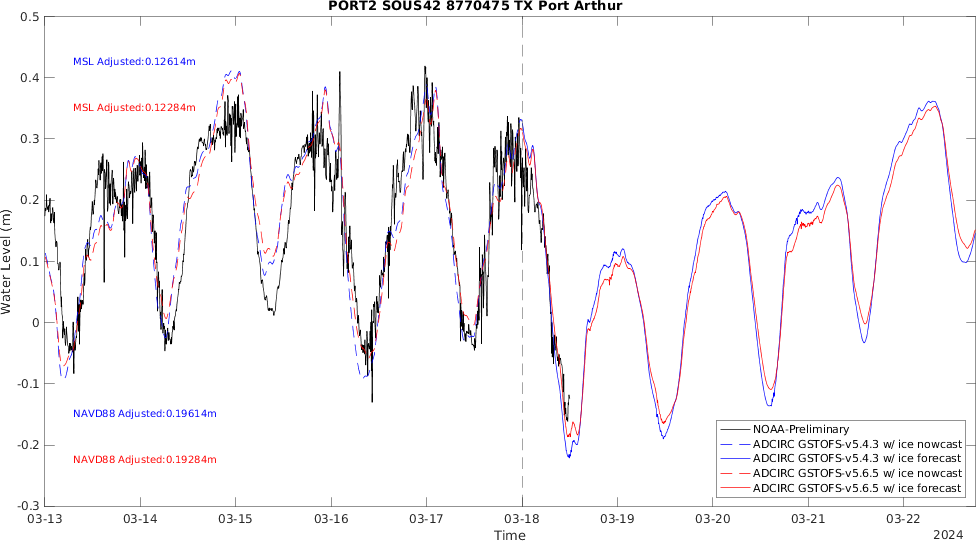 PORT2 SOUS42 8770475 TX Port Arthur
0.5
0.4
0.3
0.2
0.1
0
-0.1
-0.2
-0.3
Water Level (m)
MSL Adjusted:0.12614m
MSL Adjusted:0.12284m
NAVD88 Adjusted:0.19614m
NAVD88 Adjusted:0.19284m
NOAA-Preliminary
ADCIRC GSTOFS-v5.4.3 w/ ice nowcast
ADCIRC GSTOFS-v5.4.3 w/ ice forecast
ADCIRC GSTOFS-v5.6.5 w/ ice nowcast
ADCIRC GSTOFS-v5.6.5 w/ ice forecast
03-13 03-14 03-15 03-16 03-17 03-18 03-19 03-20 03-21 03-22
Time
2024